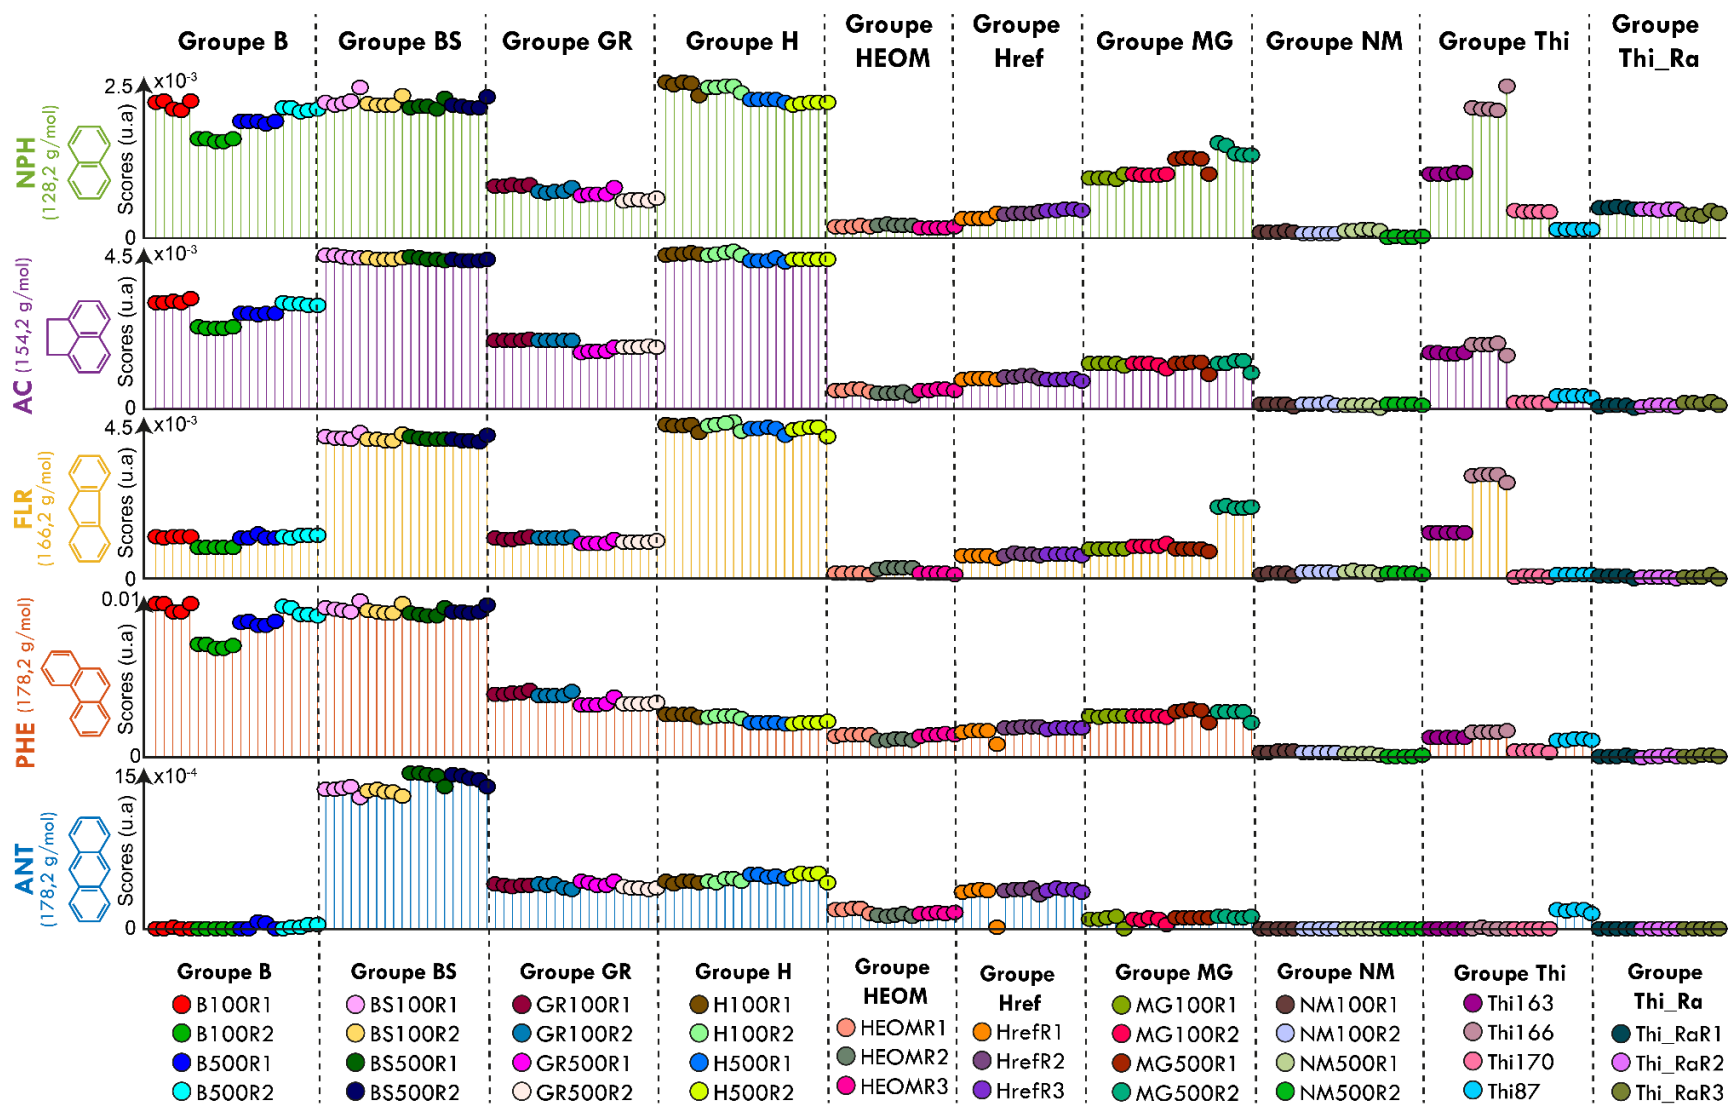 Groupe B
Groupe BS
Groupe GR
Groupe H
Groupe
HEOM
Groupe
Href
Groupe MG
Groupe NM
Groupe Thi
Groupe
Thi_Ra
NPH
(128,2 g/mol)
Scores (u.a)
2.5
x10-3
0
AC (154,2 g/mol)
Scores (u.a)
4.5
x10-3
0
FLR
(166,2 g/mol)
Scores (u.a)
4.5
x10-3
0
PHE (178,2 g/mol)
Scores (u.a)
0.01
0
ANT
(178,2 g/mol)
Scores (u.a)
15
x10-4
0
Groupe B
B100R1
B100R2
B500R1
B500R2
Groupe BS
BS100R1
BS100R2
BS500R1
BS500R2
Groupe GR
GR100R1
GR100R2
GR500R1
GR500R2
Groupe H
H100R1
H100R2
H500R1
H500R2
Groupe
HEOM
HEOMR1
HEOMR2
HEOMR3
Groupe
Href
HrefR1
HrefR2
HrefR3
Groupe MG
MG100R1
MG100R2
MG500R1
MG500R2
Groupe NM
NM100R1
NM100R2
NM500R1
NM500R2
Groupe Thi
Thi163
Thi166
Thi170
Thi87
Groupe
Thi_Ra
Thi_RaR1
Thi_RaR2
Thi_RaR3